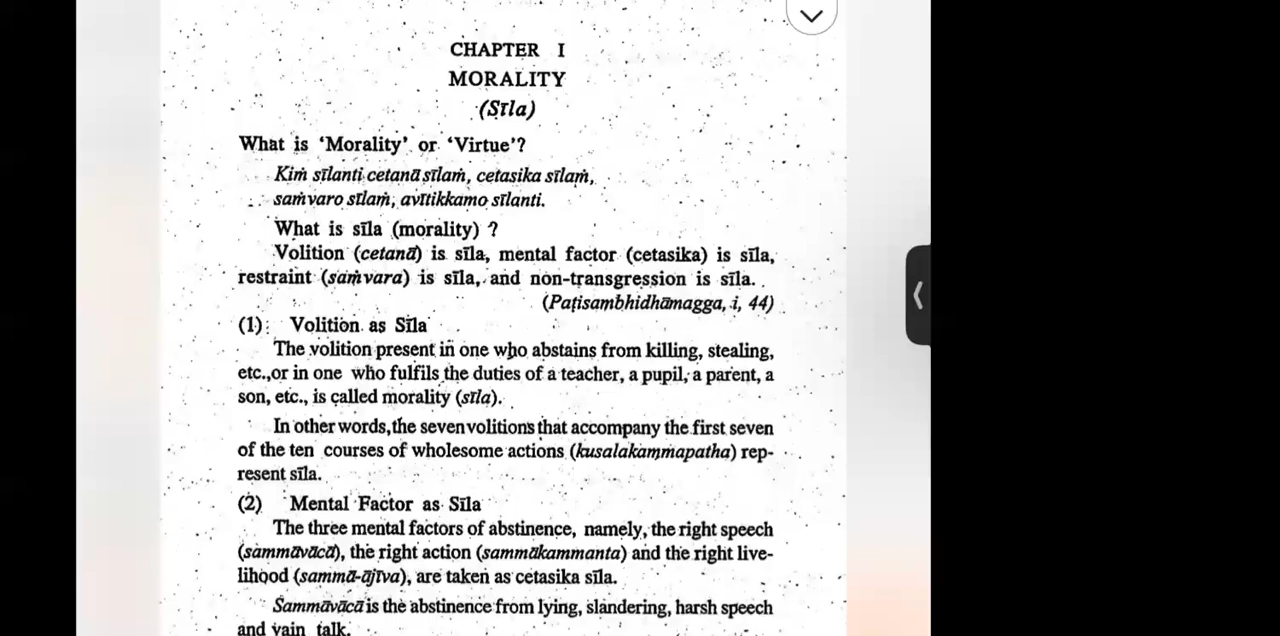 CHAPTER I
MORALITY
(Sīla)
What is ‘Morality’ or ‘Virtue’?
Kiṁ sīlanti cetanā sīlaṁ, cetasika sīlaṁ,
saṁvaro sīlaṁ, avītikkamo sīlanti.
What is sīla (morality) ?
Volition (cetanā) is sīla, mental factor (cetasika) is sīla,
restraint (saṁvara) is sīla, and non-transgression is sīla.
(Paṭisambhidhāmagga, i, 44)
(1) Volition as Sīla
The volition present in one who abstains from killing, stealing,
etc.,or in one who fulfils the duties of a teacher, a pupil, a parent, a
son, etc., is called morality (sīla).
In other words,the seven volitions that accompany the first seven
of the ten courses of wholesome actions (kusalakammapatha) rep-
resent sīla.
(2) Mental Factor as Sīla
The three mental factors of abstinence, namely, the right speech
(sammāvācā), the right action (sammākammanta) and the right live-
lihood (sammā-ājīva), are taken as cetasika sīla.
Sammāvācā is the abstinence from lying, slandering, harsh speech
and vain talk.